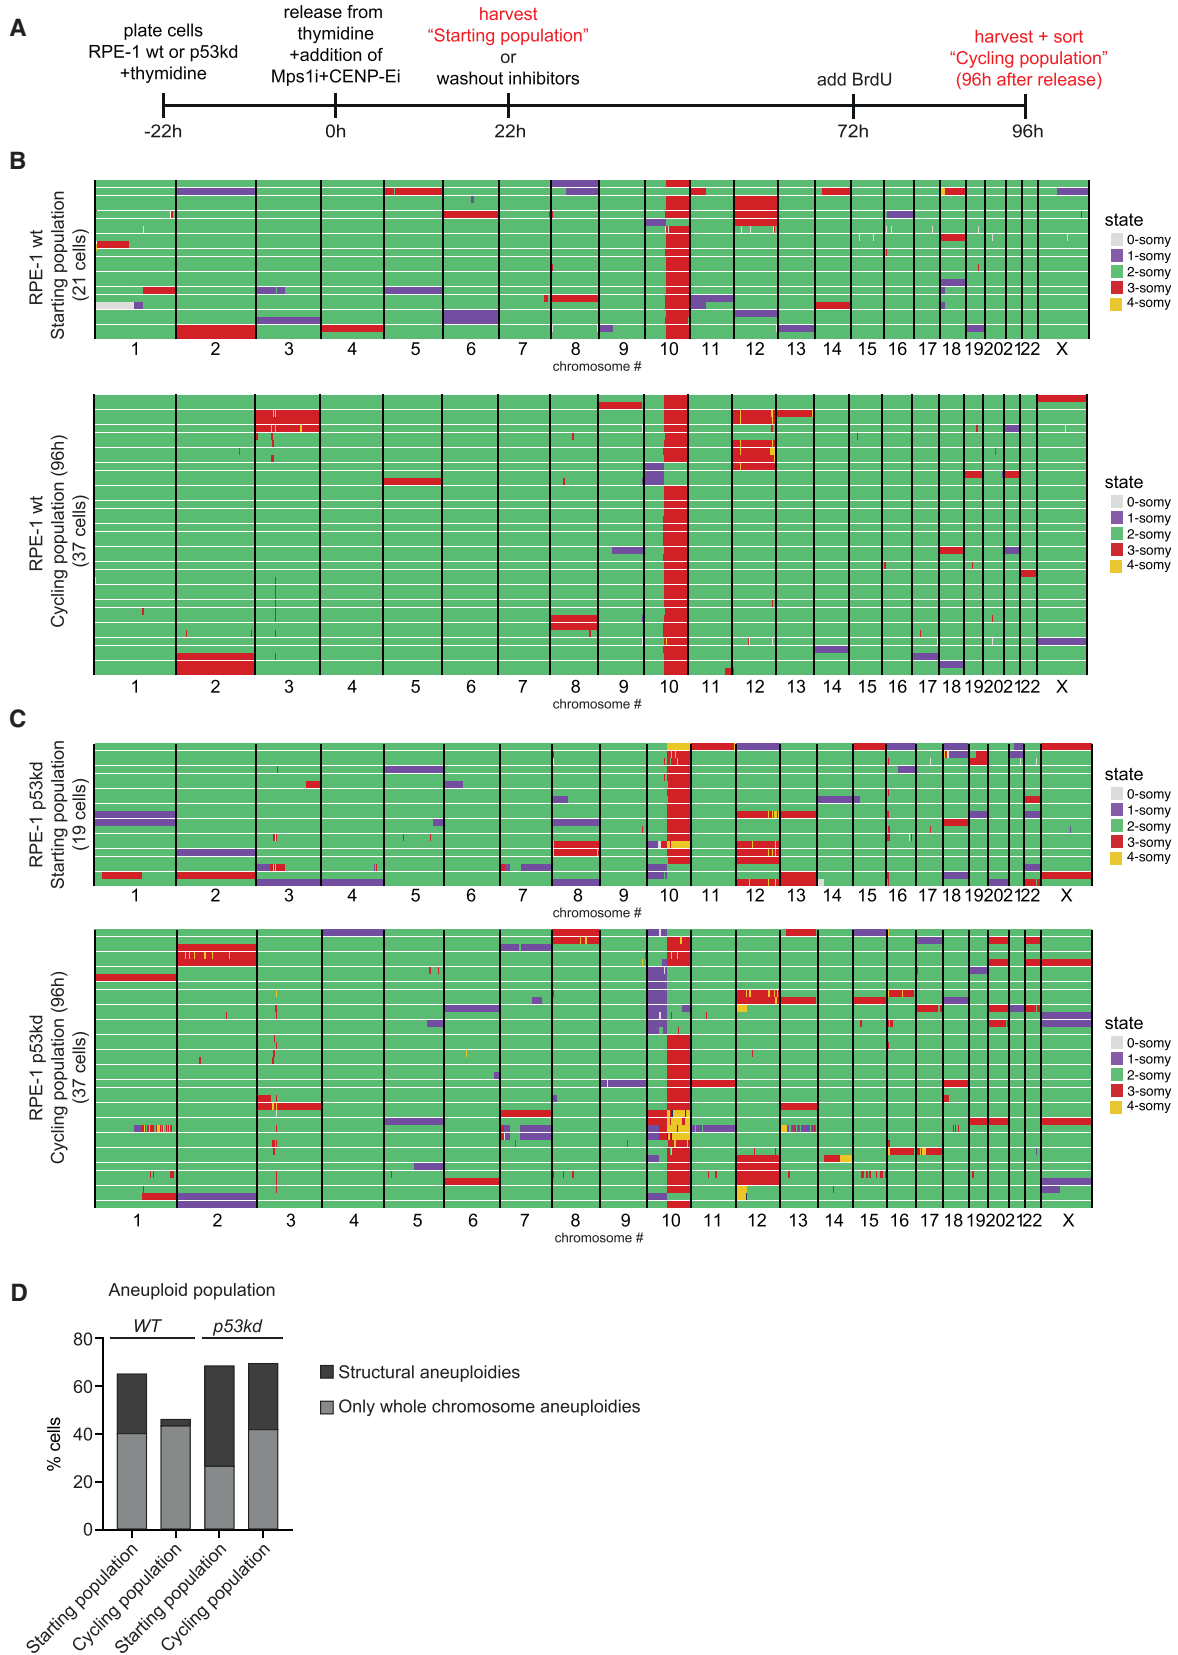 A
plate cells
RPE-1 wt or p53kd
+thymidine
release from
thymidine
+addition of
Mps1i+CENP-Ei
harvest
“Starting population”
or
washout inhibitors
add BrdU
harvest + sort
“Cycling population”
(96h after release)
-22h 0h 22h 72h 96h
B
RPE-1 wt
Starting population
(21 cells)
1 2 3 4 5 6 7 8 9 10 11 12 13 14 15 16 17 18 19 20 21 22 X
chromosome #
state
0-somy
1-somy
2-somy
3-somy
4-somy
RPE-1 wt
Cycling population (96h)
(37 cells)
1 2 3 4 5 6 7 8 9 10 11 12 13 14 15 16 17 18 19 20 21 22 X
chromosome #
state
0-somy
1-somy
2-somy
3-somy
4-somy
C
RPE-1 p53kd
Starting population
(19 cells)
1 2 3 4 5 6 7 8 9 10 11 12 13 14 15 16 17 18 19 20 21 22 X
chromosome #
state
0-somy
1-somy
2-somy
3-somy
4-somy
RPE-1 p53kd
Cycling population (96h)
(37 cells)
1 2 3 4 5 6 7 8 9 10 11 12 13 14 15 16 17 18 19 20 21 22 X
chromosome #
state
0-somy
1-somy
2-somy
3-somy
4-somy
D
Aneuploid population
WT p53kd
% cells
80
60
40
20
0
Starting population
Cycling population
Starting population
Cycling population
Structural aneuploidies
Only whole chromosome aneuploidies